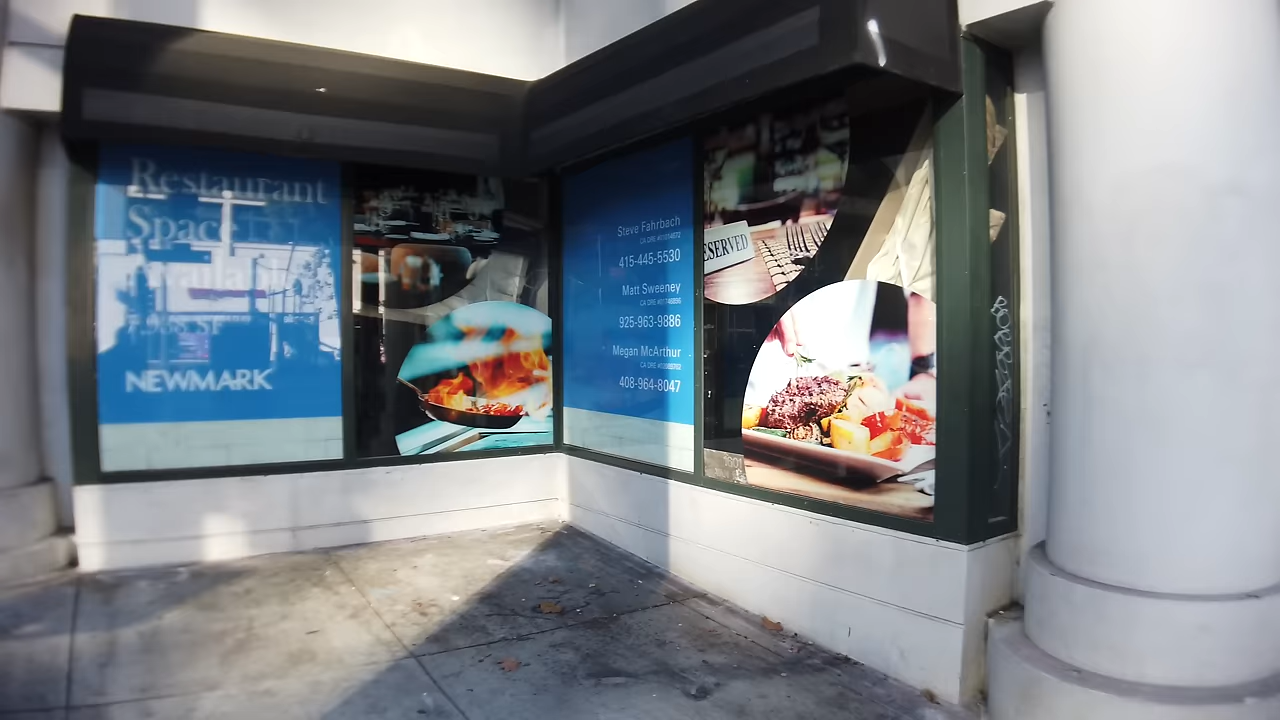 Restaurant
Space
Available
NEWMARK
Steve Fahrbach
415-445-5530
Matt Sweeney
925-963-9886
Megan McArthur
408-964-8047
ESERVED